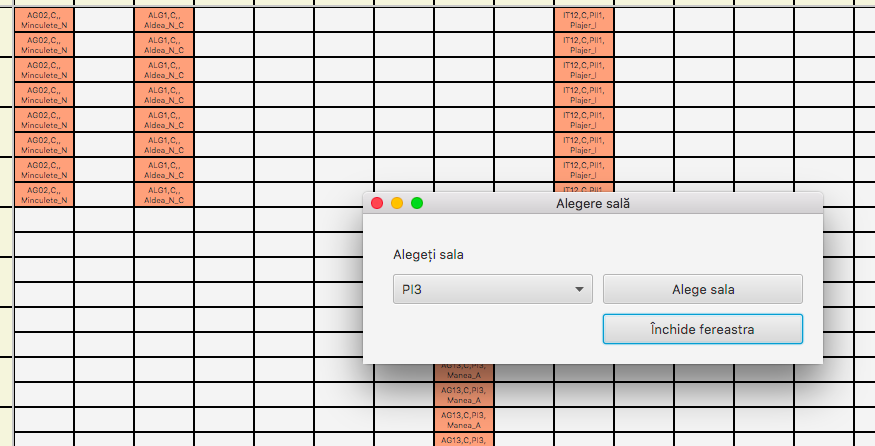 AG02,C,, ALG1,C,, IT12,C,PII1,
Minculete_N Aldea_N_C Plajer_I
AG02,C,, ALG1,C,, IT12,C,PII1,
Minculete_N Aldea_N_C Plajer_I
AG02,C,, ALG1,C,, IT12,C,PII1,
Minculete_N Aldea_N_C Plajer_I
AG02,C,, ALG1,C,, IT12,C,PII1,
Minculete_N Aldea_N_C Plajer_I
AG02,C,, ALG1,C,, IT12,C,PII1,
Minculete_N Aldea_N_C Plajer_I
AG02,C,, ALG1,C,, IT12,C,PII1,
Minculete_N Aldea_N_C Plajer_I
AG02,C,, ALG1,C,, IT12,C,PII1,
Minculete_N Aldea_N_C Plajer_I
AG02,C,, ALG1,C,, IT12,C,PII1,
Minculete_N Aldea_N_C
Alegere sală
Alegeți sala
PI3 Alege sala
Închide fereastra
AG13,C,PI3,
Manea_A
AG13,C,PI3,
Manea_A
AG13,C,PI3,
Manea_A
AG13,C,PI3,